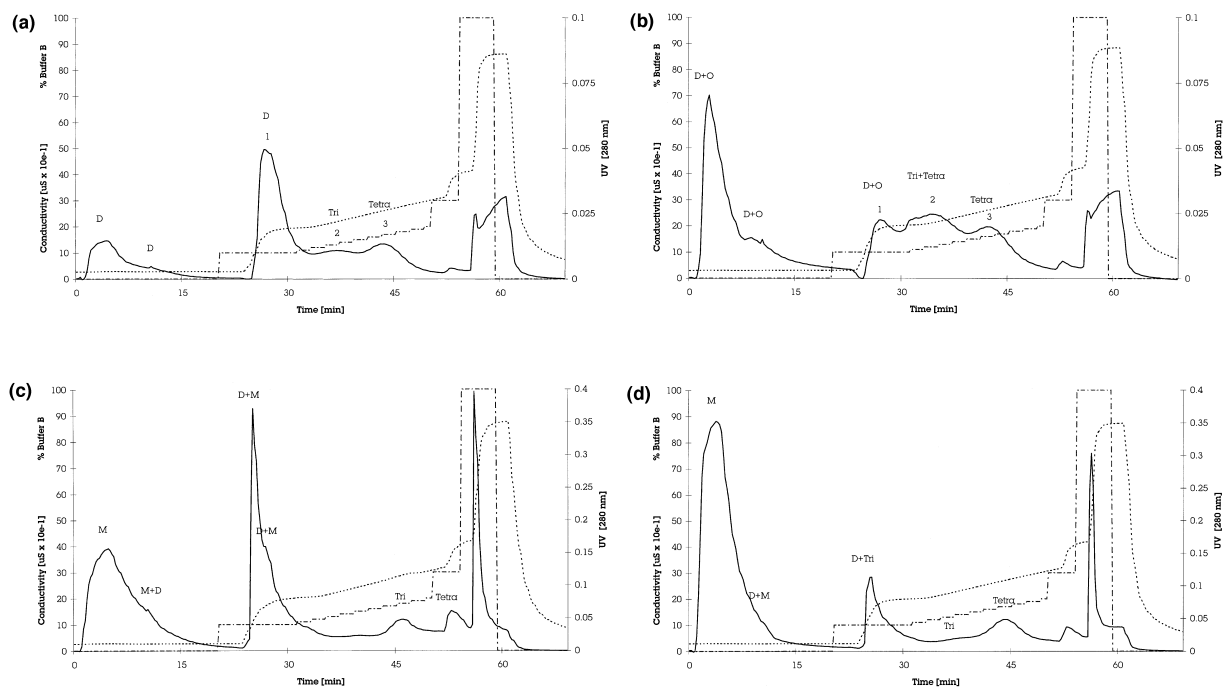 (a)
100
90
80
70
60
50
40
30
20
10
0
% Buffer B
Conductivity [uS x 10e-1]
D
D
D
1
Tri
2
Tetra
3
0.1
0.075
0.05
0.025
0
UV [280 nm]
0 15 30 45 60
Time [min]
(b)
100
90
80
70
60
50
40
30
20
10
0
% Buffer B
Conductivity [uS x 10e-1]
D+O
D+O
D+O
1
Tri+Tetra
2
Tetra
3
0.1
0.075
0.05
0.025
0
UV [280 nm]
0 15 30 45 60
Time [min]
(c)
100
90
80
70
60
50
40
30
20
10
0
% Buffer B
Conductivity [uS x 10e-1]
M
M+D
D+M
D+M
Tri
Tetra
0.4
0.35
0.3
0.25
0.2
0.15
0.1
0.05
0
UV [280 nm]
0 15 30 45 60
Time [min]
(d)
100
90
80
70
60
50
40
30
20
10
0
% Buffer B
Conductivity [uS x 10e-1]
M
D+M
D+Tri
Tri
Tetra
0.4
0.35
0.3
0.25
0.2
0.15
0.1
0.05
0
UV [280 nm]
0 15 30 45 60
Time [min]